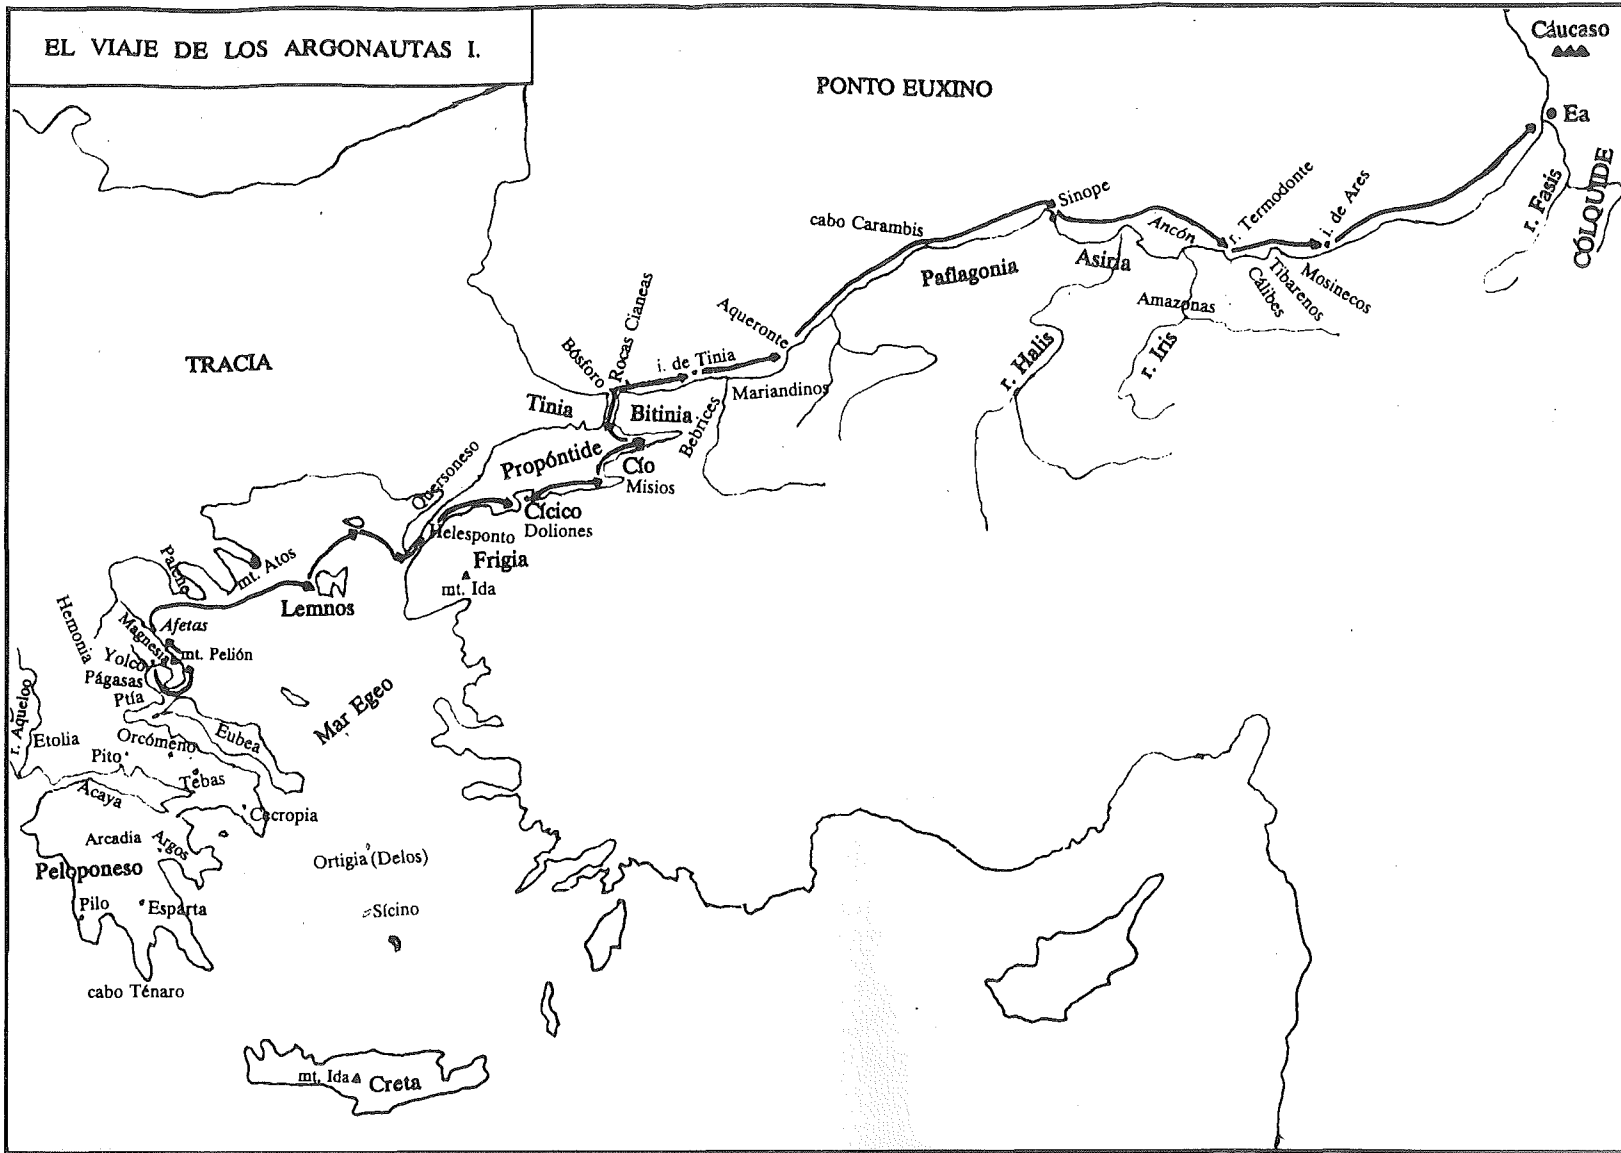 EL VIAJE DE LOS ARGONAUTAS I.
Cáucaso
PONTO EUXINO
Ea
CÓLQUIDE
r. Fasis
Sinope
r. Termodonte
i. de Ares
cabo Carambis
Ancón
Asiria
Paflagonia
Mosinecos
Tibarenos
Cálibes
Amazonas
Rocas Cianeas
Bósforo
Aqueronte
i. de Tinia
r. Halis
r. Iris
TRACIA
Mariandinos
Tinia
Bitinia
Bebrices
Propóntide
Quersoneso
Cío
Misios
Cícico
Doliones
Helesponto
Frigia
mt. Ida
mt. Atos
Palene
Lemnos
Hemonia
Afetas
Magnesia
mt. Pelión
Yolco
Págasas
Ptía
r. Aqueloo
Mar Egeo
Etolia
Orcómeno
Eubea
Pito
Tebas
Acaya
Cecropia
Arcadia
Argos
Ortigia (Delos)
Peloponeso
Pilo
Esparta
Sícino
cabo Ténaro
mt. Ida
Creta